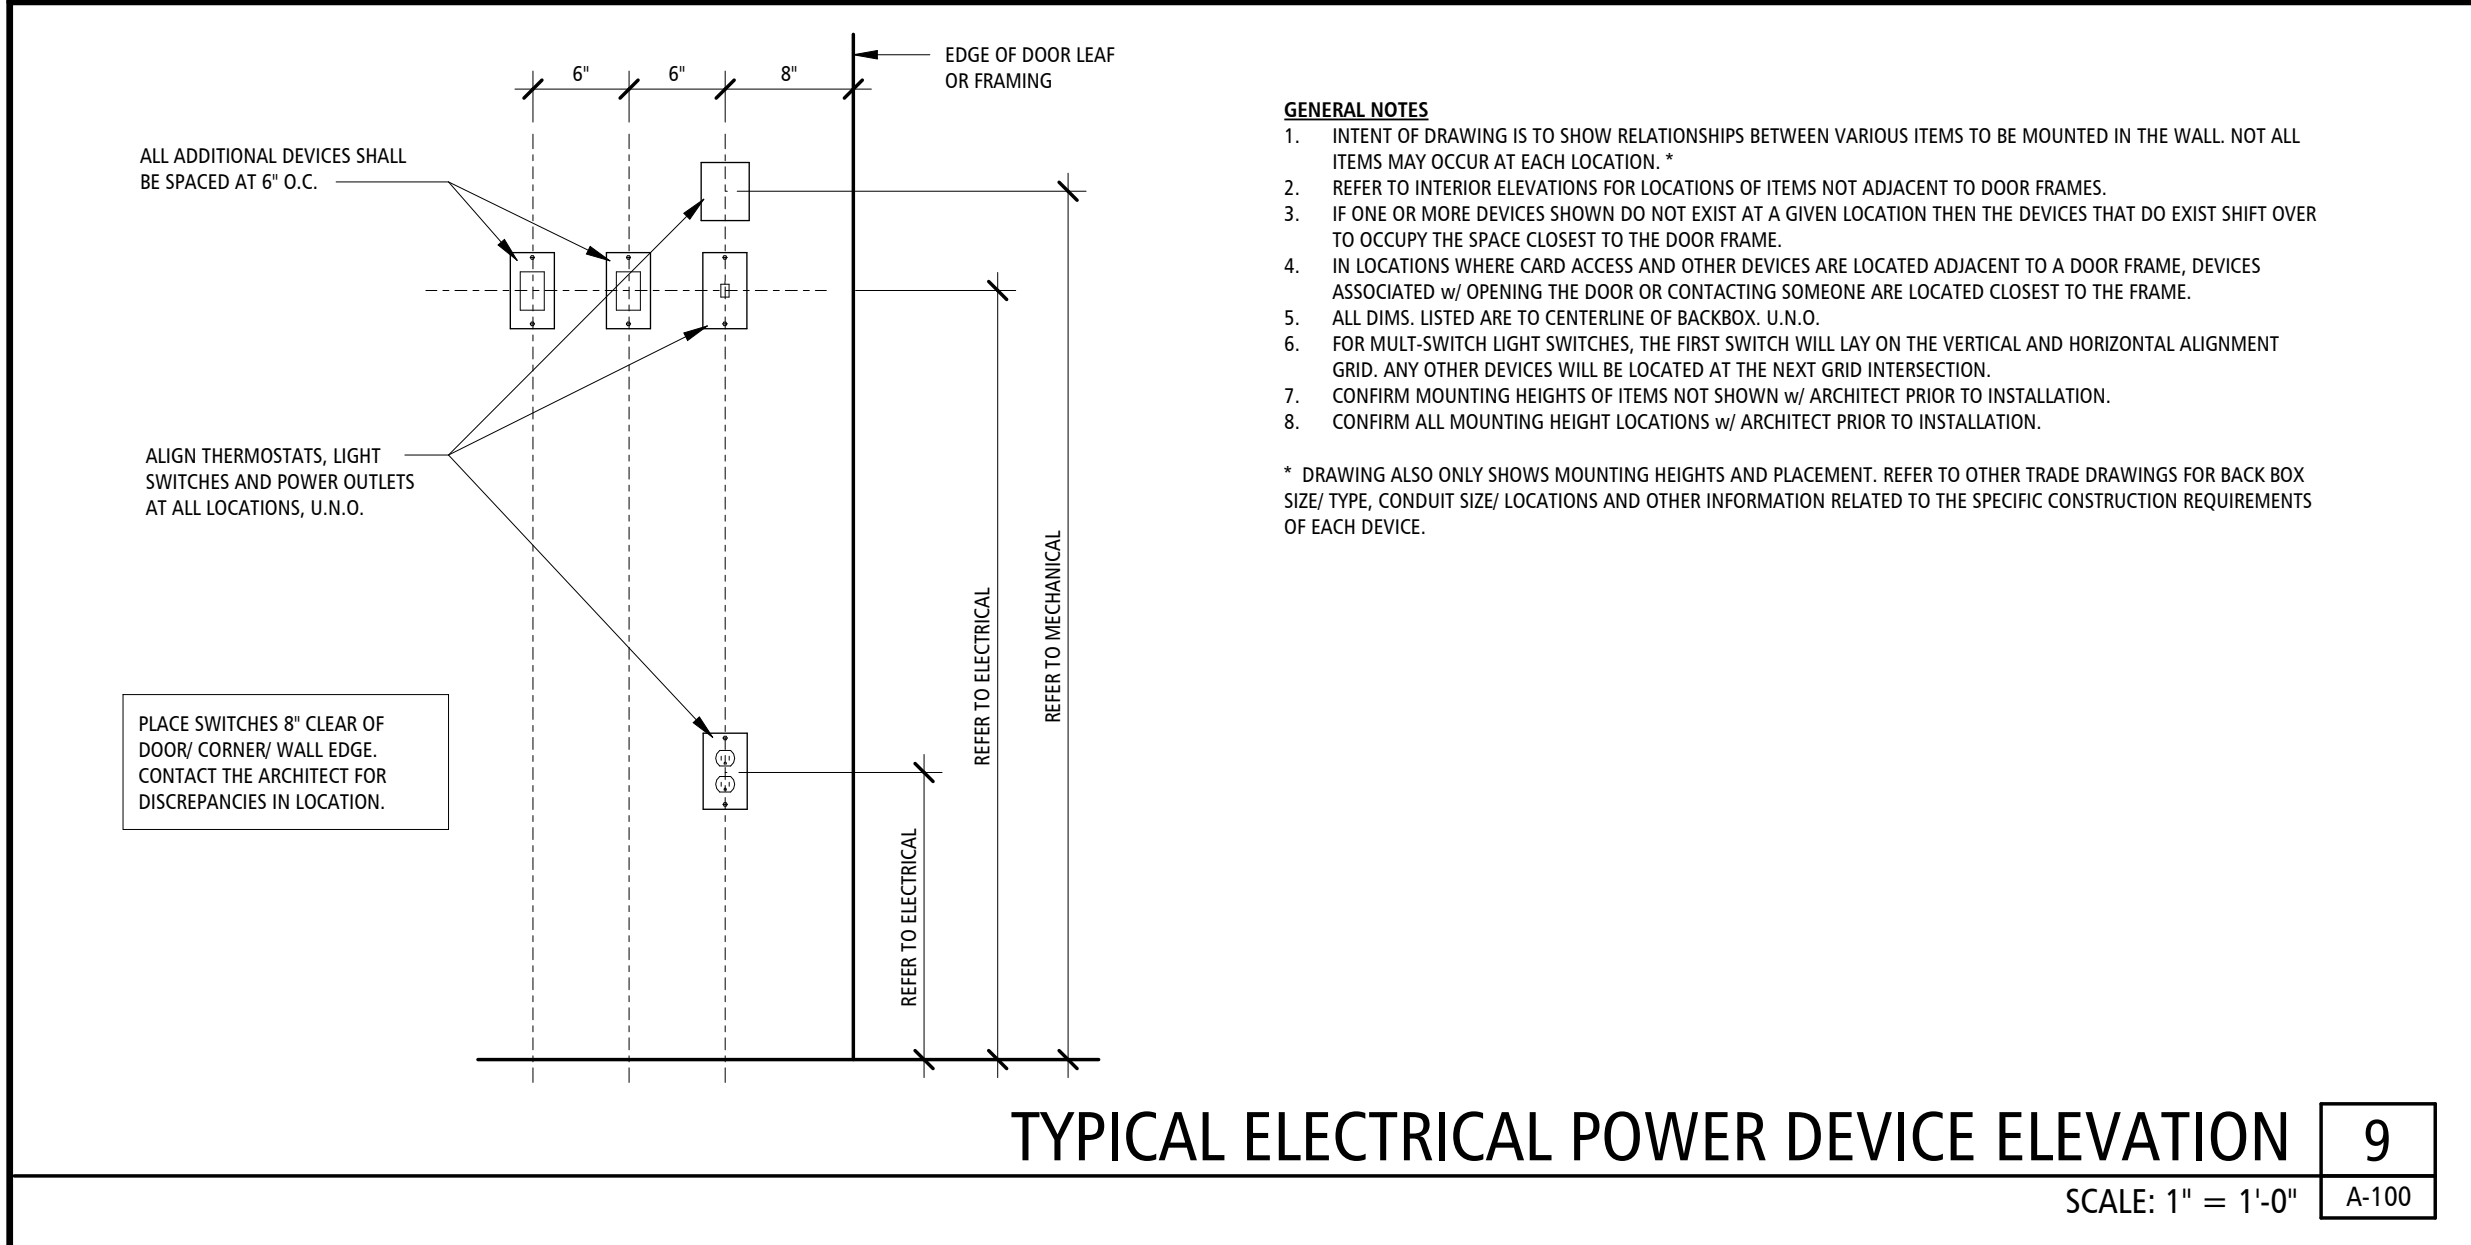 6" 6" 8"
EDGE OF DOOR LEAF
OR FRAMING
ALL ADDITIONAL DEVICES SHALL
BE SPACED AT 6" O.C.
ALIGN THERMOSTATS, LIGHT
SWITCHES AND POWER OUTLETS
AT ALL LOCATIONS, U.N.O.
PLACE SWITCHES 8" CLEAR OF
DOOR/ CORNER/ WALL EDGE.
CONTACT THE ARCHITECT FOR
DISCREPANCIES IN LOCATION.
REFER TO ELECTRICAL
REFER TO ELECTRICAL
REFER TO MECHANICAL
GENERAL NOTES
1. INTENT OF DRAWING IS TO SHOW RELATIONSHIPS BETWEEN VARIOUS ITEMS TO BE MOUNTED IN THE WALL. NOT ALL
ITEMS MAY OCCUR AT EACH LOCATION. *
2. REFER TO INTERIOR ELEVATIONS FOR LOCATIONS OF ITEMS NOT ADJACENT TO DOOR FRAMES.
3. IF ONE OR MORE DEVICES SHOWN DO NOT EXIST AT A GIVEN LOCATION THEN THE DEVICES THAT DO EXIST SHIFT OVER
TO OCCUPY THE SPACE CLOSEST TO THE DOOR FRAME.
4. IN LOCATIONS WHERE CARD ACCESS AND OTHER DEVICES ARE LOCATED ADJACENT TO A DOOR FRAME, DEVICES
ASSOCIATED w/ OPENING THE DOOR OR CONTACTING SOMEONE ARE LOCATED CLOSEST TO THE FRAME.
5. ALL DIMS. LISTED ARE TO CENTERLINE OF BACKBOX. U.N.O.
6. FOR MULT-SWITCH LIGHT SWITCHES, THE FIRST SWITCH WILL LAY ON THE VERTICAL AND HORIZONTAL ALIGNMENT
GRID. ANY OTHER DEVICES WILL BE LOCATED AT THE NEXT GRID INTERSECTION.
7. CONFIRM MOUNTING HEIGHTS OF ITEMS NOT SHOWN w/ ARCHITECT PRIOR TO INSTALLATION.
8. CONFIRM ALL MOUNTING HEIGHT LOCATIONS w/ ARCHITECT PRIOR TO INSTALLATION.
* DRAWING ALSO ONLY SHOWS MOUNTING HEIGHTS AND PLACEMENT. REFER TO OTHER TRADE DRAWINGS FOR BACK BOX
SIZE/ TYPE, CONDUIT SIZE/ LOCATIONS AND OTHER INFORMATION RELATED TO THE SPECIFIC CONSTRUCTION REQUIREMENTS
OF EACH DEVICE.
TYPICAL ELECTRICAL POWER DEVICE ELEVATION
9
SCALE: 1" = 1'-0"
A-100